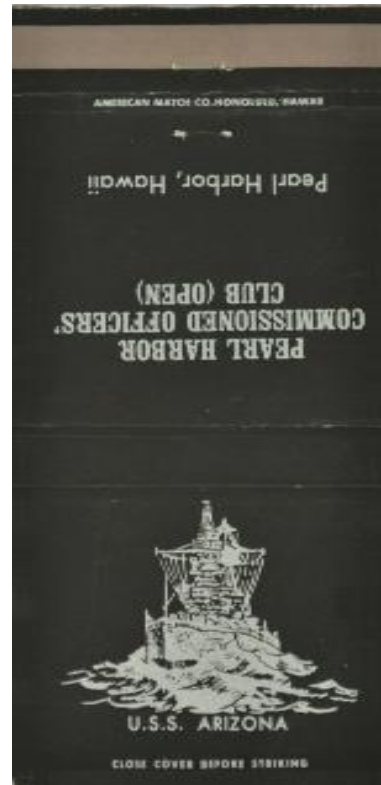 AMERICAN MATCH CO. HONOLULU, HAWAII
Pearl Harbor, Hawaii
PEARL HARBOR
COMMISSIONED OFFICERS'
CLUB (OPEN)
U.S.S. ARIZONA
CLOSE COVER BEFORE STRIKING